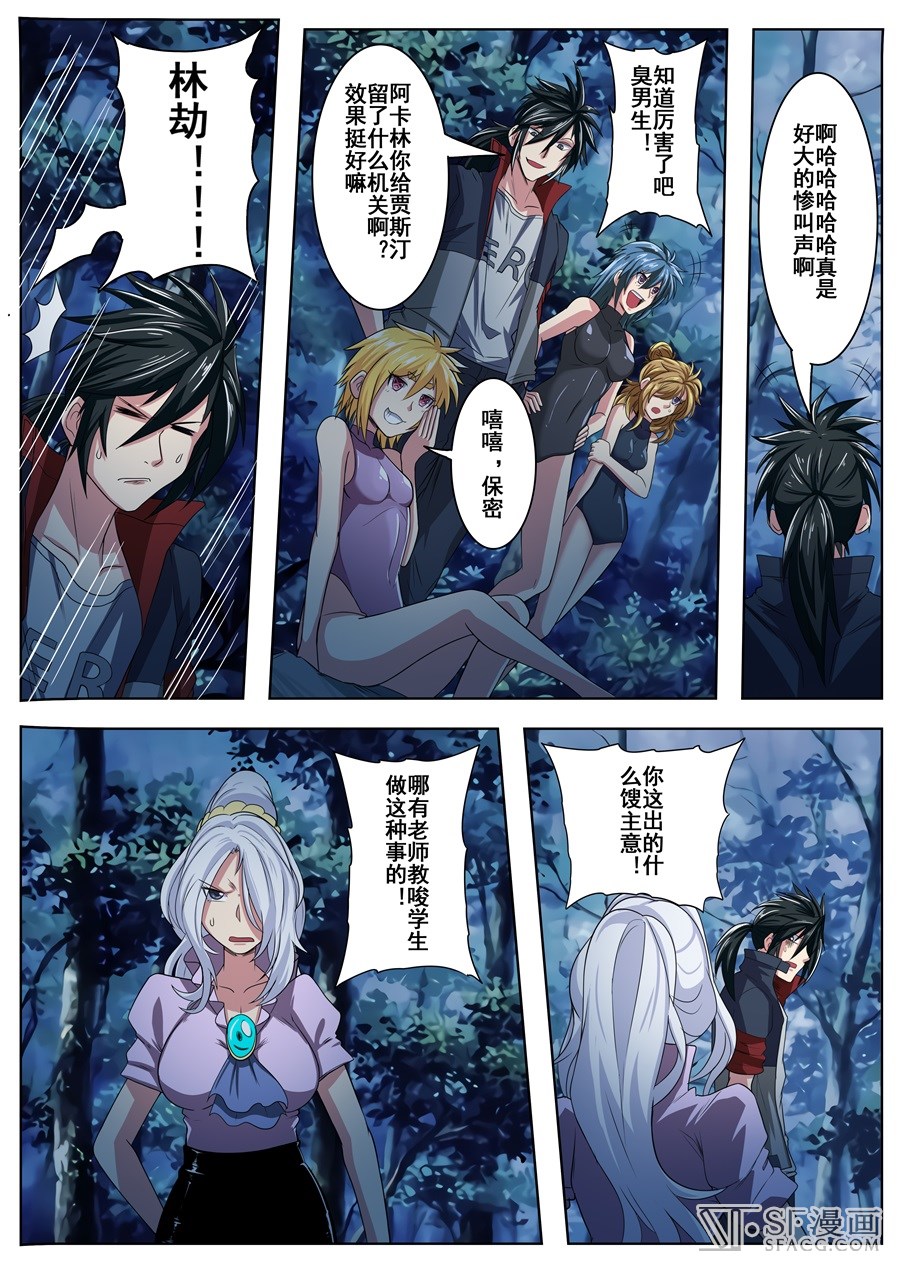 啊哈哈哈哈哈真是
好大的惨叫声啊
知道厉害了吧
臭男生！
阿卡林你给贾斯汀
留了什么机关啊？
效果挺好嘛
嘻嘻，保密
林劫！！！！
ER
ER
你这出的什
么馊主意！
哪有老师教唆学生
做这种事的！
SF漫画
SFACG.COM